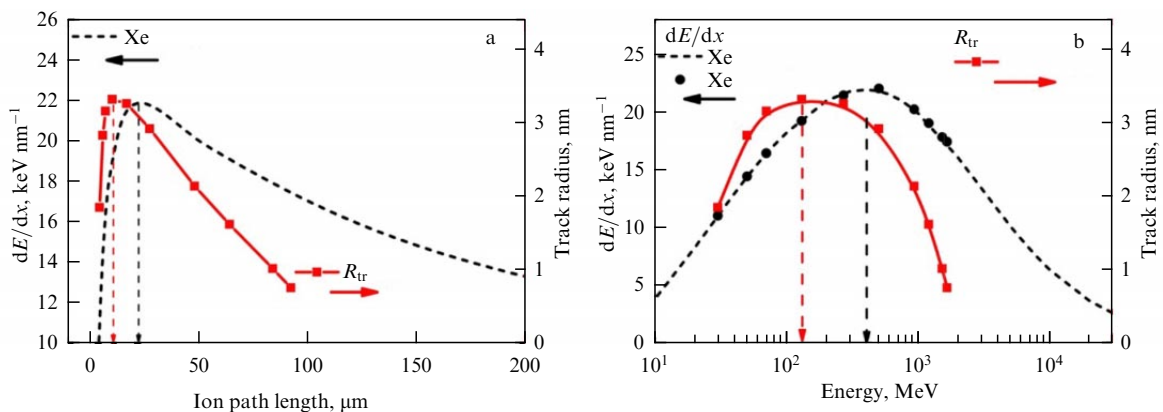 a
Xe
R_tr
dE/dx, keV nm⁻¹
26
24
22
20
18
16
14
12
10
Track radius, nm
4
3
2
1
0
0 50 100 150 200
Ion path length, μm
b
dE/dx
Xe
Xe
R_tr
dE/dx, keV nm⁻¹
25
20
15
10
5
0
Track radius, nm
4
3
2
1
0
10¹ 10² 10³ 10⁴
Energy, MeV